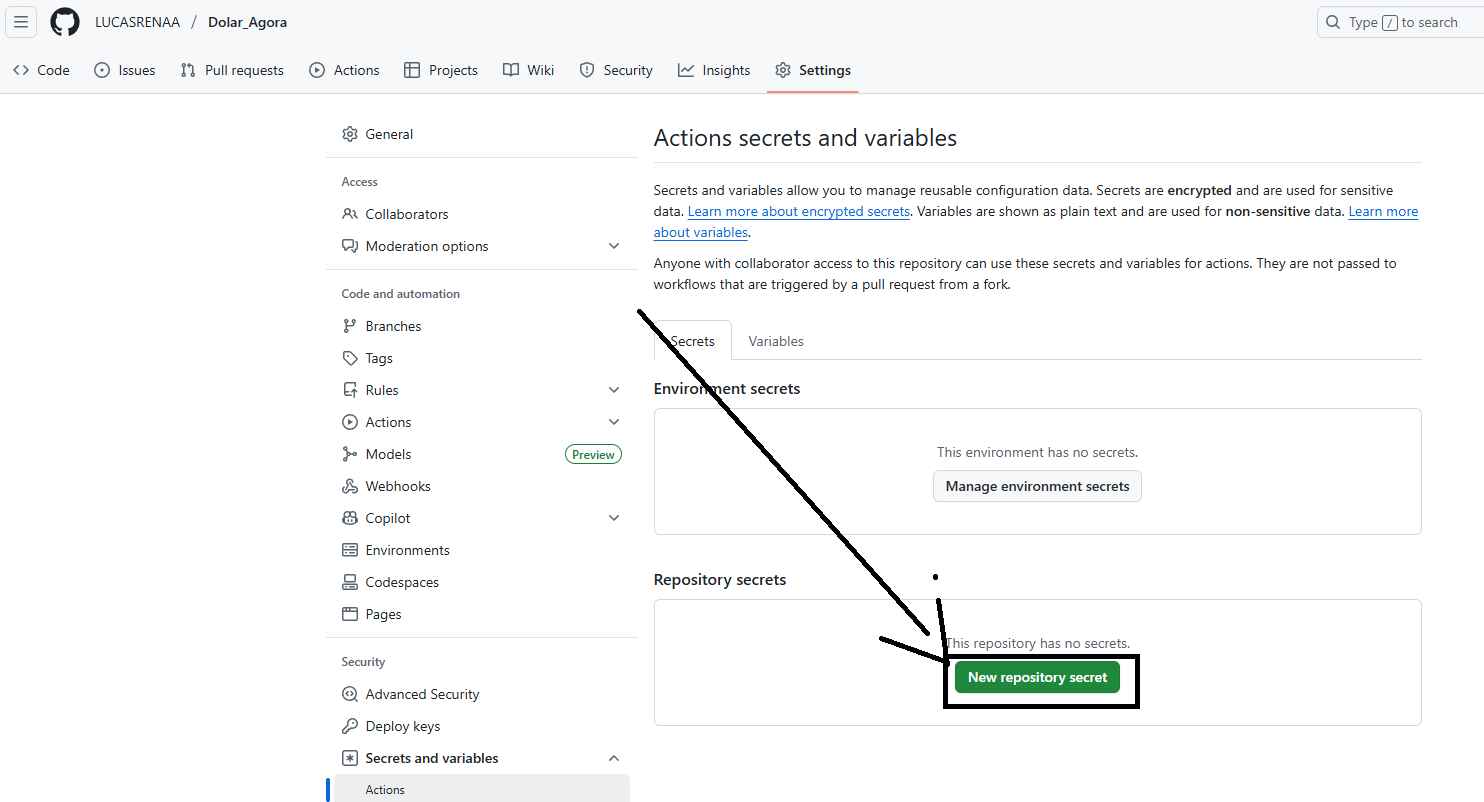 LUCASRENAA / Dolar_Agora
Type / to search
Code
Issues
Pull requests
Actions
Projects
Wiki
Security
Insights
Settings
General
Access
Collaborators
Moderation options
Code and automation
Branches
Tags
Rules
Actions
Models
Preview
Webhooks
Copilot
Environments
Codespaces
Pages
Security
Advanced Security
Deploy keys
Secrets and variables
Actions
Actions secrets and variables
Secrets and variables allow you to manage reusable configuration data. Secrets are encrypted and are used for sensitive
data. Learn more about encrypted secrets. Variables are shown as plain text and are used for non-sensitive data. Learn more
about variables.
Anyone with collaborator access to this repository can use these secrets and variables for actions. They are not passed to
workflows that are triggered by a pull request from a fork.
Secrets
Variables
Environment secrets
This environment has no secrets.
Manage environment secrets
Repository secrets
This repository has no secrets.
New repository secret